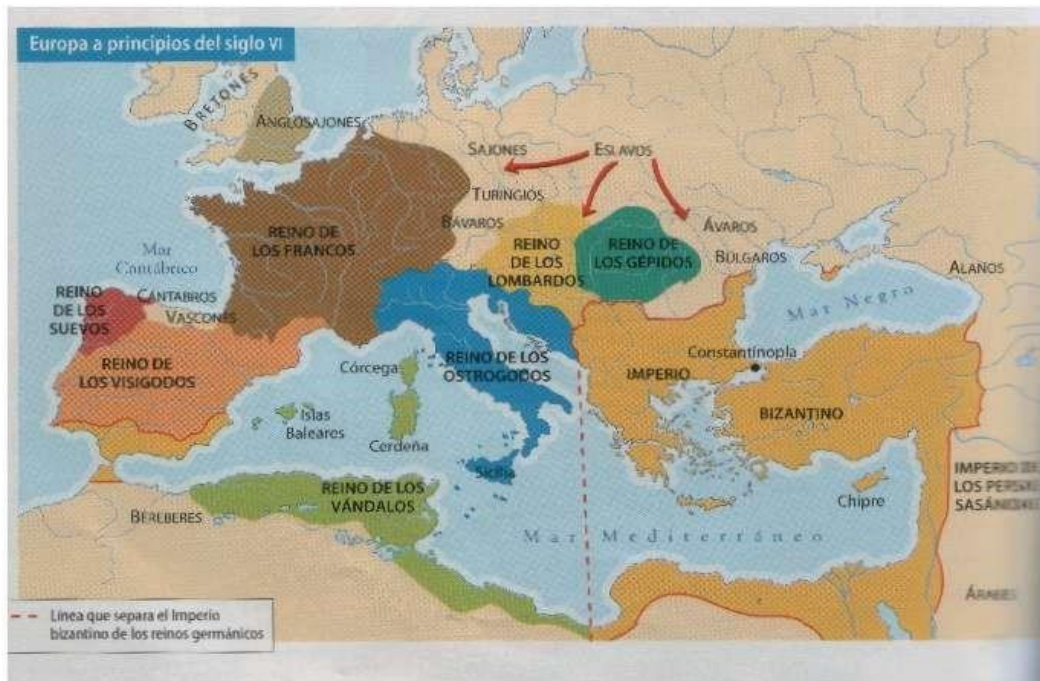 Europa a principios del siglo VI
BRETONES
ANGLOSAJONES
SAJONES
ESLAVOS
TURINGIOS
BÁVAROS
REINO DE
LOS FRANCOS
REINO
DE LOS
LOMBARDOS
REINO DE
LOS GÉPIDOS
ÁVAROS
BÚLGAROS
ALANOS
Mar
Cantábrico
Mar Negro
REINO
DE LOS
SUEVOS
CÁNTABROS
VASCONES
REINO DE
LOS VISIGODOS
Córcega
REINO DE LOS
OSTROGODOS
Constantinopla
IMPERIO
BIZANTINO
Islas
Baleares
Cerdeña
Sicilia
REINO DE LOS
VÁNDALOS
BEREBERES
Chipre
IMPERIO DE
LOS
Mar Mediterráneo
ÁRABES
Línea que separa el Imperio
bizantino de los reinos germánicos